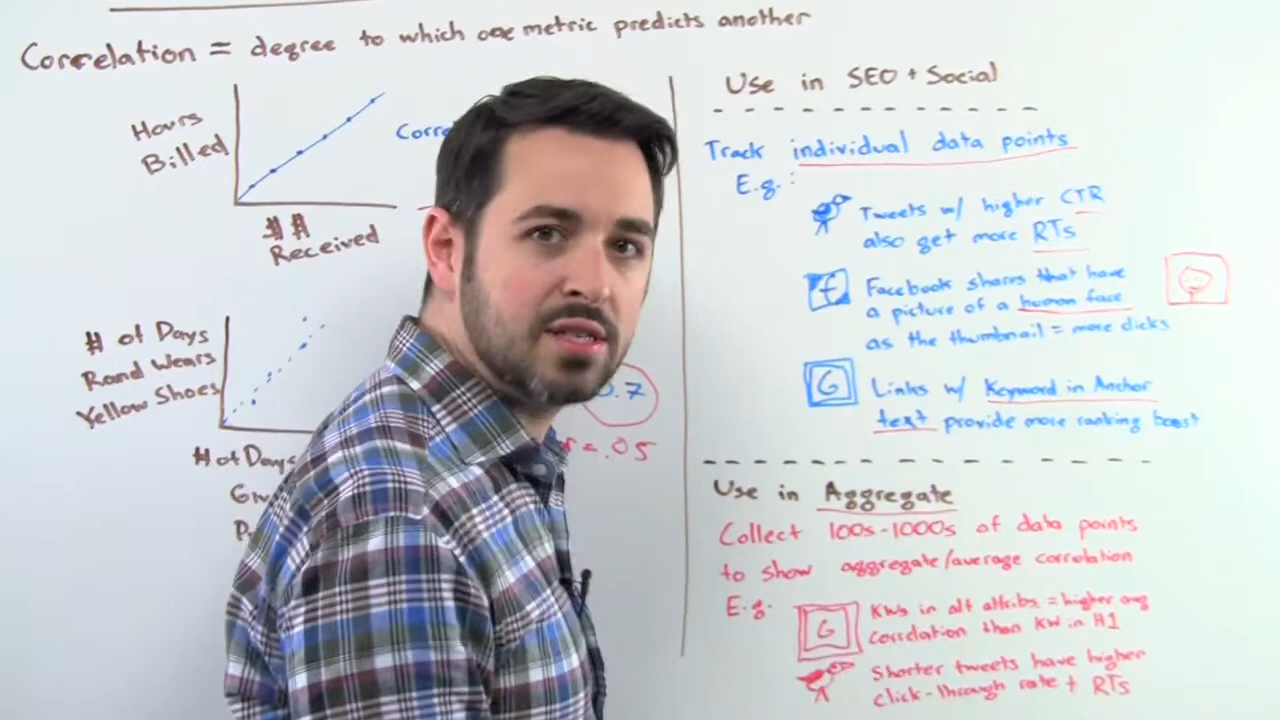 Correlation = degree to which one metric predicts another
Hours
Billed
Corre
$ #
Received
# of Days
Rand Wears
Yellow Shoes
# of Days
0.7
r = .05
Use in SEO + Social
Track individual data points
E.g.:
Tweets w/ higher CTR
also get more RTs
f
Facebook shares that have
a picture of a human face
as the thumbnail = more clicks
G
Links w/ Keyword in Anchor
text provide more ranking boost
Use in Aggregate
Collect 100s-1000s of data points
to show aggregate/average correlation
E.g.
G
KWs in alt attribs = higher avg
correlation than KW in H1
Shorter tweets have higher
click-through rate + RTs